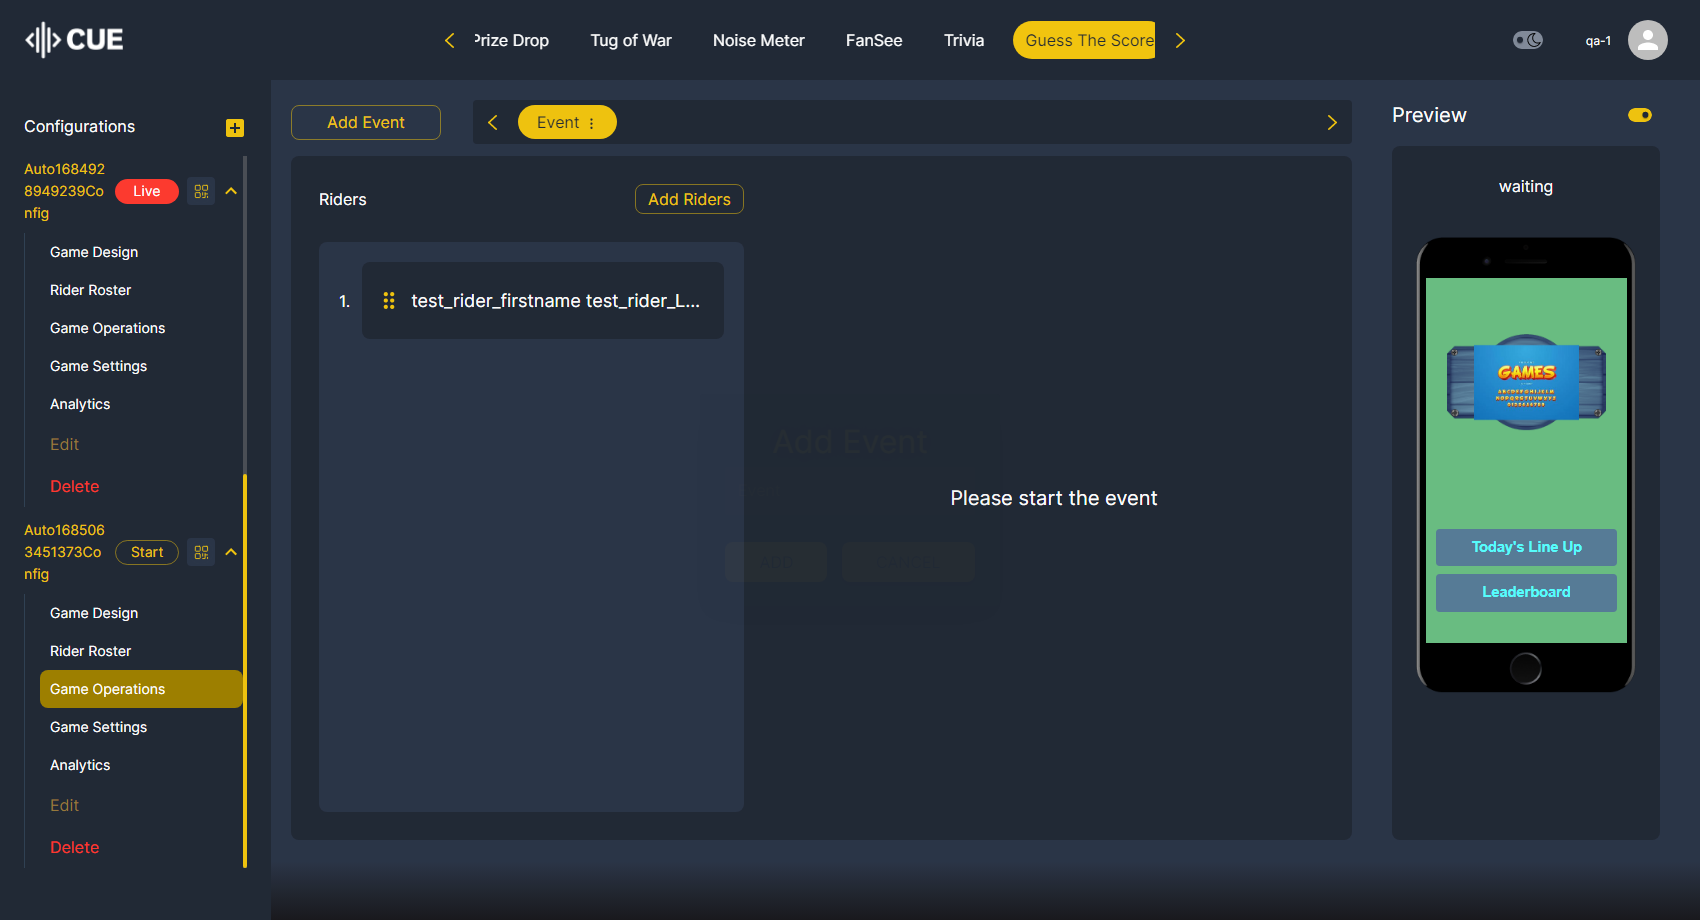 CUE
Prize Drop
Tug of War
Noise Meter
FanSee
Trivia
Guess The Score
qa-1
Configurations
Auto168492
8949239Co
nfig
Live
Game Design
Rider Roster
Game Operations
Game Settings
Analytics
Edit
Delete
Auto168506
3451373Co
nfig
Start
Game Design
Rider Roster
Game Operations
Game Settings
Analytics
Edit
Delete
Add Event
Event
Riders
Add Riders
1.
test_rider_firstname test_rider_L...
Add Event
Please start the event
Preview
waiting
GAMES
Today's Line Up
Leaderboard